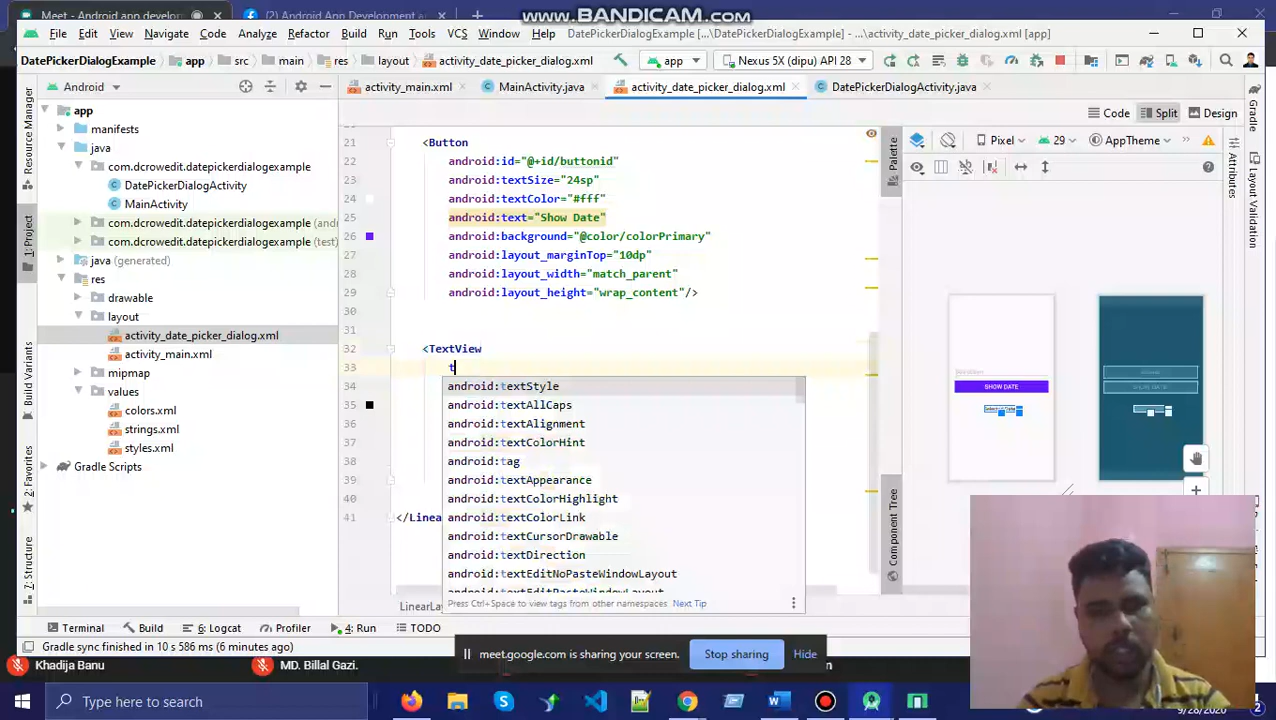 www.BANDICAM.com
File Edit View Navigate Code Analyze Refactor Build Run Tools VCS Window Help DatePickerDialogExample [...\DatePickerDialogExample] - ...\activity_date_picker_dialog.xml [app]
DatePickerDialogExample app src main res layout activity_date_picker_dialog.xml app Nexus 5X (dipu) API 28
Android activity_main.xml MainActivity.java activity_date_picker_dialog.xml DatePickerDialogActivity.java
Code Split Design
Pixel 29 AppTheme
Resource Manager
1: Project
Build Variants
2: Favorites
7: Structure
app
manifests
java
com.dcrowedit.datepickerdialogexample
DatePickerDialogActivity
MainActivity
com.dcrowedit.datepickerdialogexample (and
com.dcrowedit.datepickerdialogexample (test)
java (generated)
res
drawable
layout
activity_date_picker_dialog.xml
activity_main.xml
mipmap
values
colors.xml
strings.xml
styles.xml
Gradle Scripts
21 <Button
22 android:id="@+id/buttonid"
23 android:textSize="24sp"
24 android:textColor="#fff"
25 android:text="Show Date"
26 android:background="@color/colorPrimary"
27 android:layout_marginTop="10dp"
28 android:layout_width="match_parent"
29 android:layout_height="wrap_content"/>
30
31
32 <TextView
33 t
34 android:textStyle
35 android:textAllCaps
36 android:textAlignment
37 android:textColorHint
38 android:tag
39 android:textAppearance
40 android:textColorHighlight
41 </Linea android:textColorLink
android:textCursorDrawable
android:textDirection
android:textEditNoPasteWindowLayout
android:textEditPasteWindowLayout
Press Ctrl+Space to view tags from other namespaces. Next Tip
LinearLay
Palette
Component Tree
SHOW DATE
Attributes
Gradle
Layout Validation
Terminal Build 6: Logcat Profiler 4: Run TODO
Gradle sync finished in 10 s 586 ms (6 minutes ago)
meet.google.com is sharing your screen. Stop sharing Hide
Khadija Banu MD. Billal Gazi.
Type here to search
9/28/2020